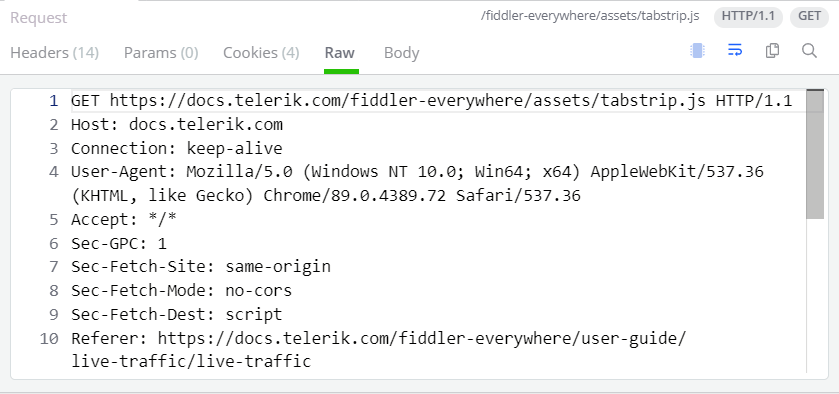 Request /fiddler-everywhere/assets/tabstrip.js HTTP/1.1 GET
Headers (14) Params (0) Cookies (4) Raw Body
1 GET https://docs.telerik.com/fiddler-everywhere/assets/tabstrip.js HTTP/1.1
2 Host: docs.telerik.com
3 Connection: keep-alive
4 User-Agent: Mozilla/5.0 (Windows NT 10.0; Win64; x64) AppleWebKit/537.36
(KHTML, like Gecko) Chrome/89.0.4389.72 Safari/537.36
5 Accept: */*
6 Sec-GPC: 1
7 Sec-Fetch-Site: same-origin
8 Sec-Fetch-Mode: no-cors
9 Sec-Fetch-Dest: script
10 Referer: https://docs.telerik.com/fiddler-everywhere/user-guide/
live-traffic/live-traffic